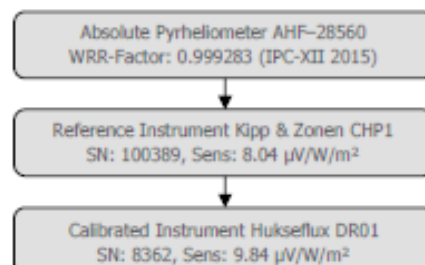 Absolute Pyrheliometer AHF–28560
WRR-Factor: 0.999283 (IPC-XII 2015)
Reference Instrument Kipp & Zonen CHP1
SN: 100389, Sens: 8.04 µV/W/m²
Calibrated Instrument Hukseflux DR01
SN: 8362, Sens: 9.84 µV/W/m²